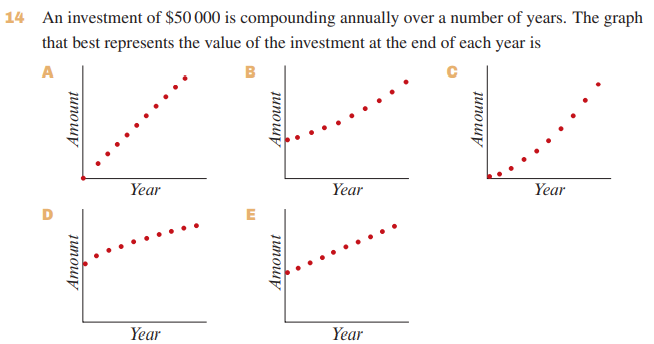 14 An investment of $50 000 is compounding annually over a number of years. The graph
that best represents the value of the investment at the end of each year is
A
Amount
Year
B
Amount
Year
C
Amount
Year
D
Amount
Year
E
Amount
Year